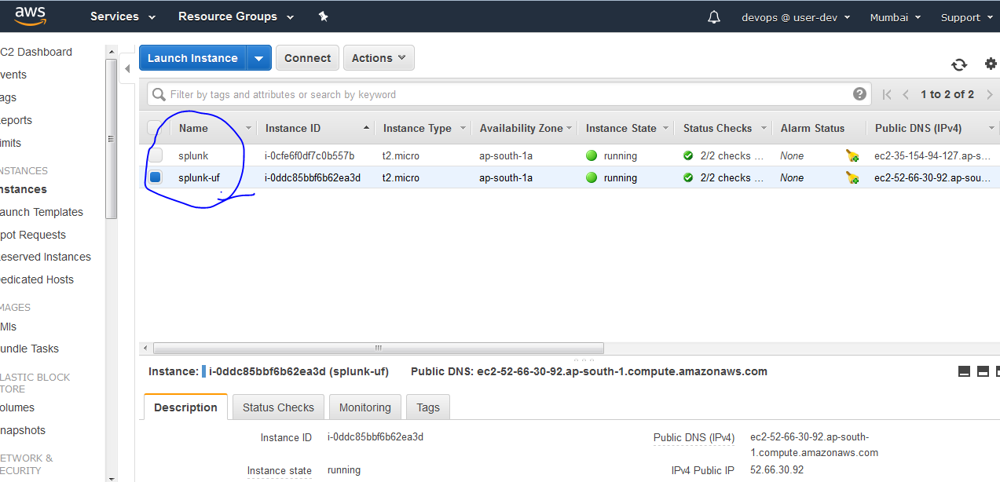 aws Services Resource Groups devops @ user-dev Mumbai Support
C2 Dashboard
vents
ags
eports
imits
NSTANCES
nstances
aunch Templates
pot Requests
eserved Instances
edicated Hosts
MAGES
MIs
undle Tasks
LASTIC BLOCK
TORE
olumes
napshots
ETWORK &
ECURITY
Launch Instance Connect Actions
Filter by tags and attributes or search by keyword ? 1 to 2 of 2
Name Instance ID Instance Type Availability Zone Instance State Status Checks Alarm Status Public DNS (IPv4)
splunk i-0cfe6f0df7c0b557b t2.micro ap-south-1a running 2/2 checks ... None ec2-35-154-94-127.ap-s...
splunk-uf i-0ddc85bbf6b62ea3d t2.micro ap-south-1a running 2/2 checks ... None ec2-52-66-30-92.ap-sou...
Instance: i-0ddc85bbf6b62ea3d (splunk-uf) Public DNS: ec2-52-66-30-92.ap-south-1.compute.amazonaws.com
Description Status Checks Monitoring Tags
Instance ID i-0ddc85bbf6b62ea3d Public DNS (IPv4) ec2-52-66-30-92.ap-south-
1.compute.amazonaws.com
Instance state running IPv4 Public IP 52.66.30.92